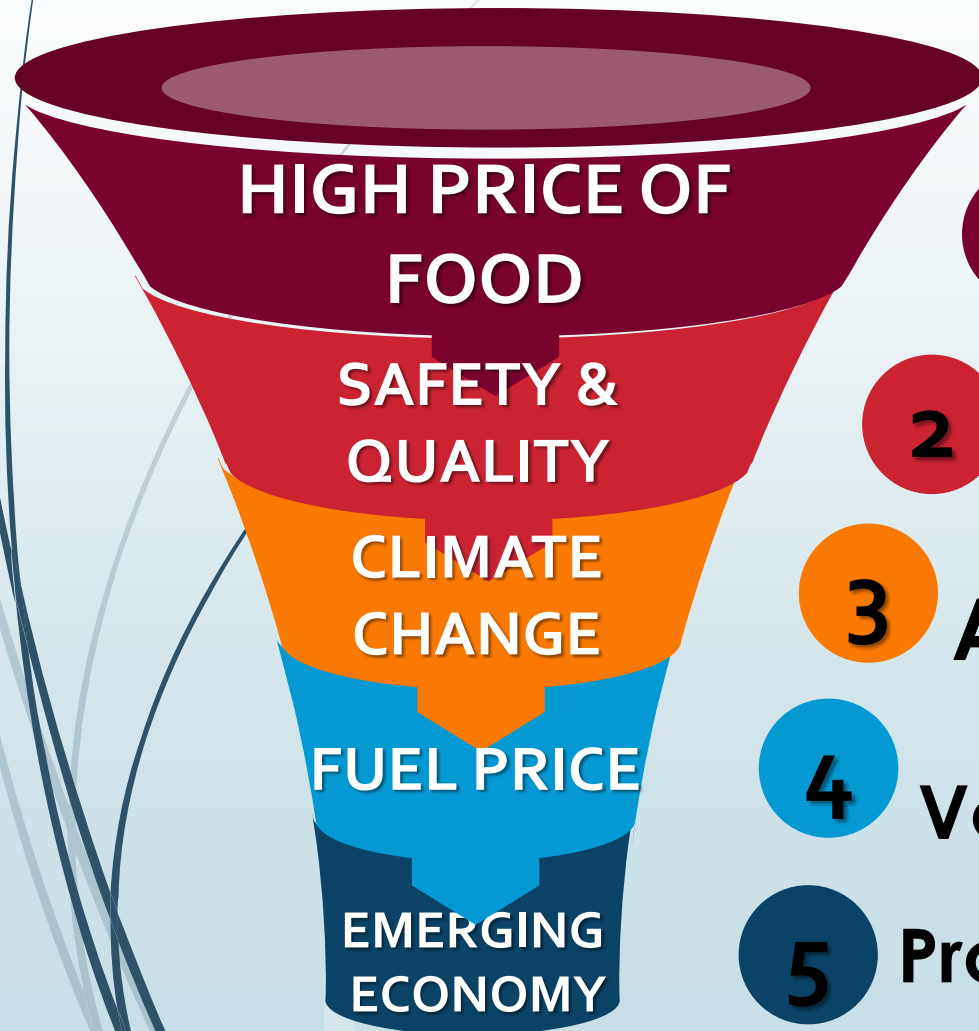 HIGH PRICE OF
FOOD
SAFETY &
QUALITY
2
CLIMATE
CHANGE
3
FUEL PRICE
4
EMERGING
ECONOMY
5